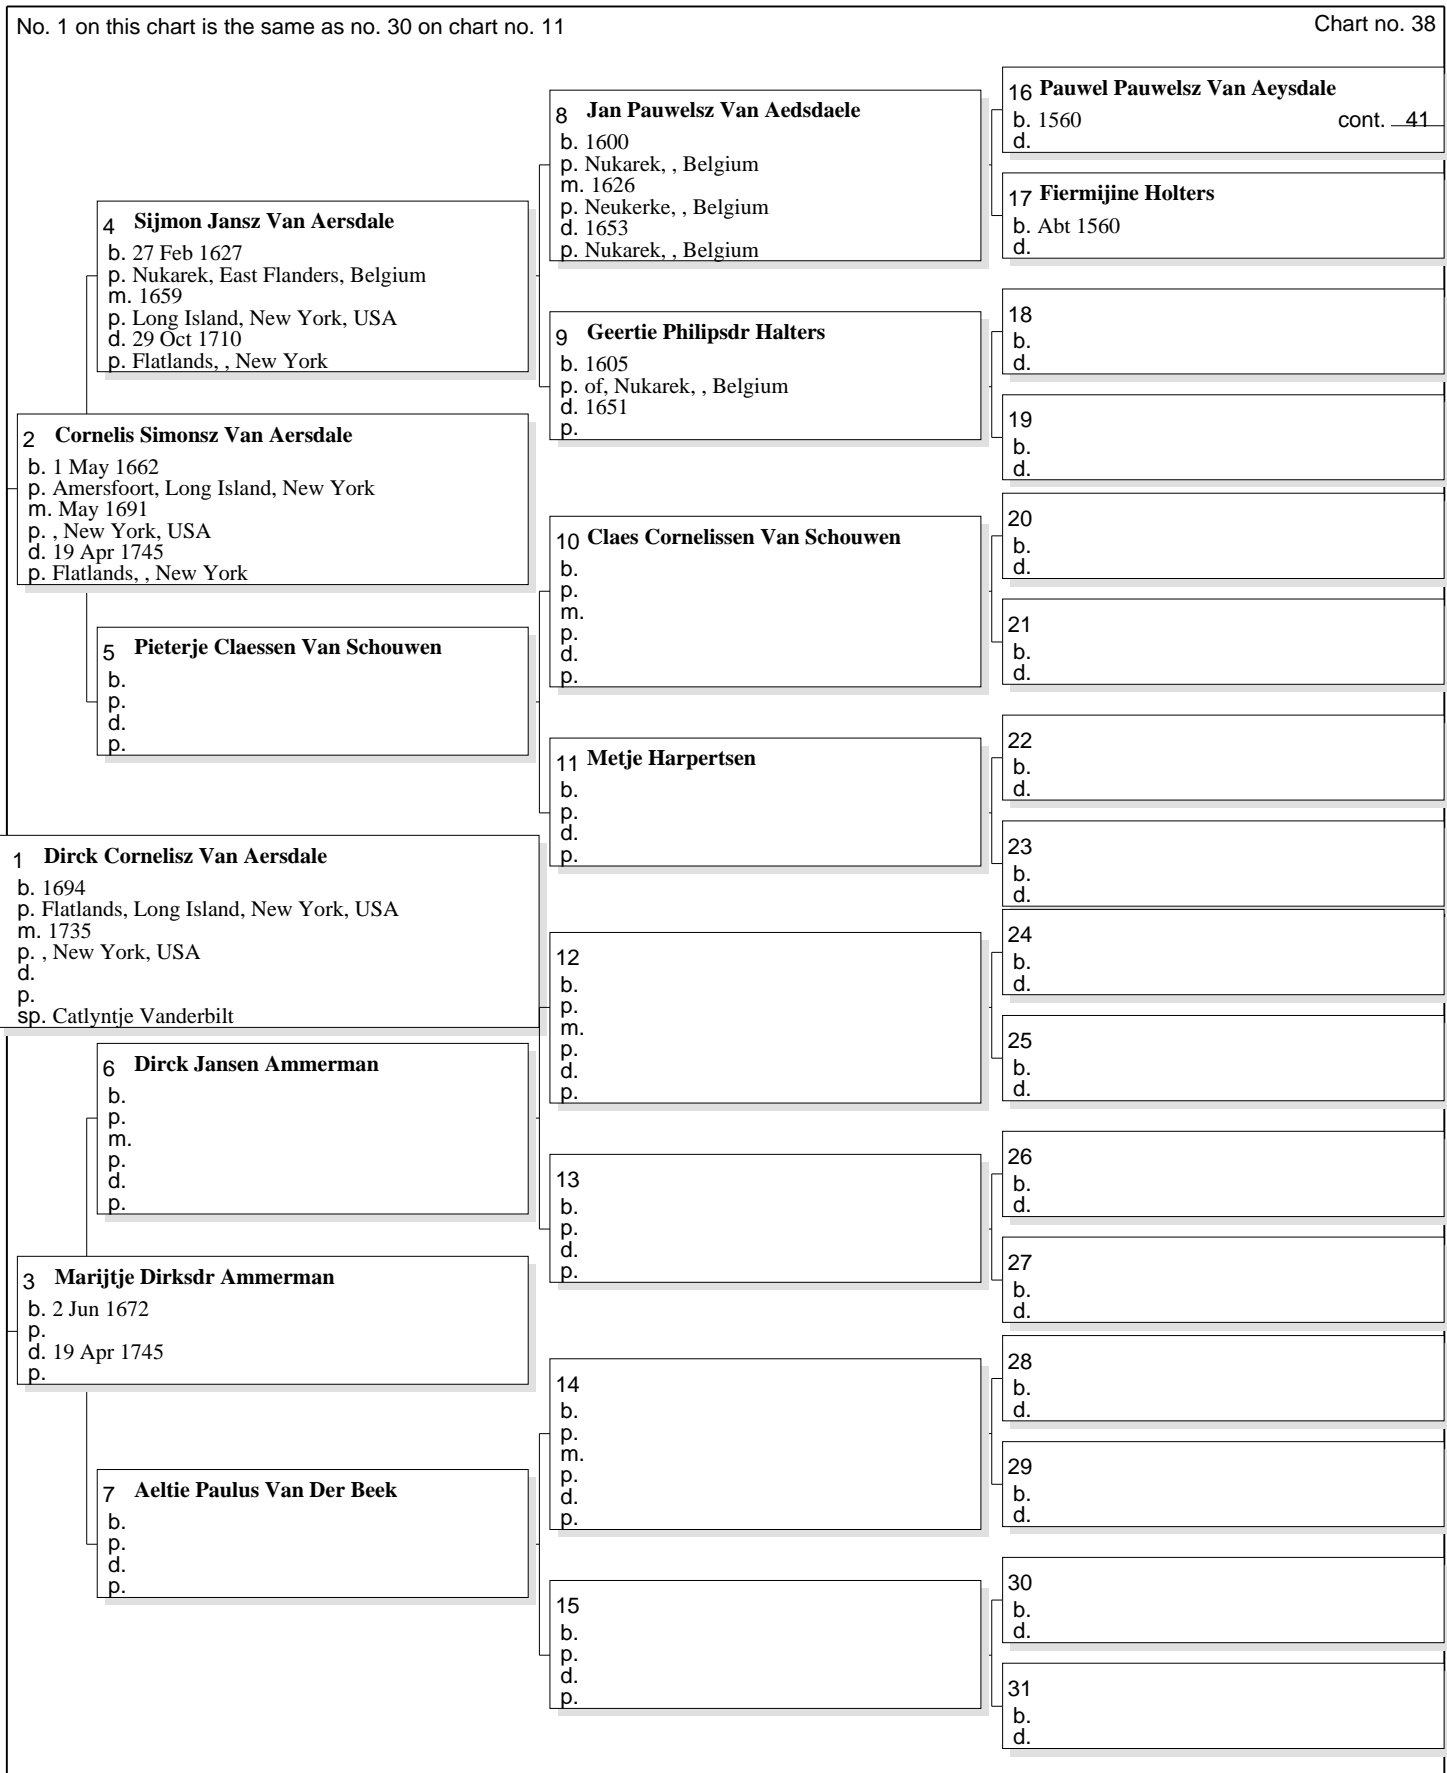 No. 1 on this chart is the same as no. 30 on chart no. 11
Chart no. 38
16 Pauwel Pauwelsz Van Aeysdale
b. 1560 cont. 41
d.
8 Jan Pauwelsz Van Aedsdaele
b. 1600
p. Nukarek, , Belgium
m. 1626
p. Neukerke, , Belgium
d. 1653
p. Nukarek, , Belgium
17 Fiermijine Holters
b. Abt 1560
d.
4 Sijmon Jansz Van Aersdale
b. 27 Feb 1627
p. Nukarek, East Flanders, Belgium
m. 1659
p. Long Island, New York, USA
d. 29 Oct 1710
p. Flatlands, , New York
18
b.
d.
9 Geertie Philipsdr Halters
b. 1605
p. of, Nukarek, , Belgium
d. 1651
p.
19
b.
d.
2 Cornelis Simonsz Van Aersdale
b. 1 May 1662
p. Amersfoort, Long Island, New York
m. May 1691
p. , New York, USA
d. 19 Apr 1745
p. Flatlands, , New York
20
b.
d.
10 Claes Cornelissen Van Schouwen
b.
p.
m.
p.
d.
p.
21
b.
d.
5 Pieterje Claessen Van Schouwen
b.
p.
d.
p.
22
b.
d.
11 Metje Harpertsen
b.
p.
d.
p.
23
b.
d.
1 Dirck Cornelisz Van Aersdale
b. 1694
p. Flatlands, Long Island, New York, USA
m. 1735
p. , New York, USA
d.
p.
sp. Catlyntje Vanderbilt
24
b.
d.
12
b.
p.
m.
p.
d.
p.
25
b.
d.
6 Dirck Jansen Ammerman
b.
p.
m.
p.
d.
p.
26
b.
d.
13
b.
p.
d.
p.
27
b.
d.
3 Marijtje Dirksdr Ammerman
b. 2 Jun 1672
p.
d. 19 Apr 1745
p.
28
b.
d.
14
b.
p.
m.
p.
d.
p.
29
b.
d.
7 Aeltie Paulus Van Der Beek
b.
p.
d.
p.
30
b.
d.
15
b.
p.
d.
p.
31
b.
d.